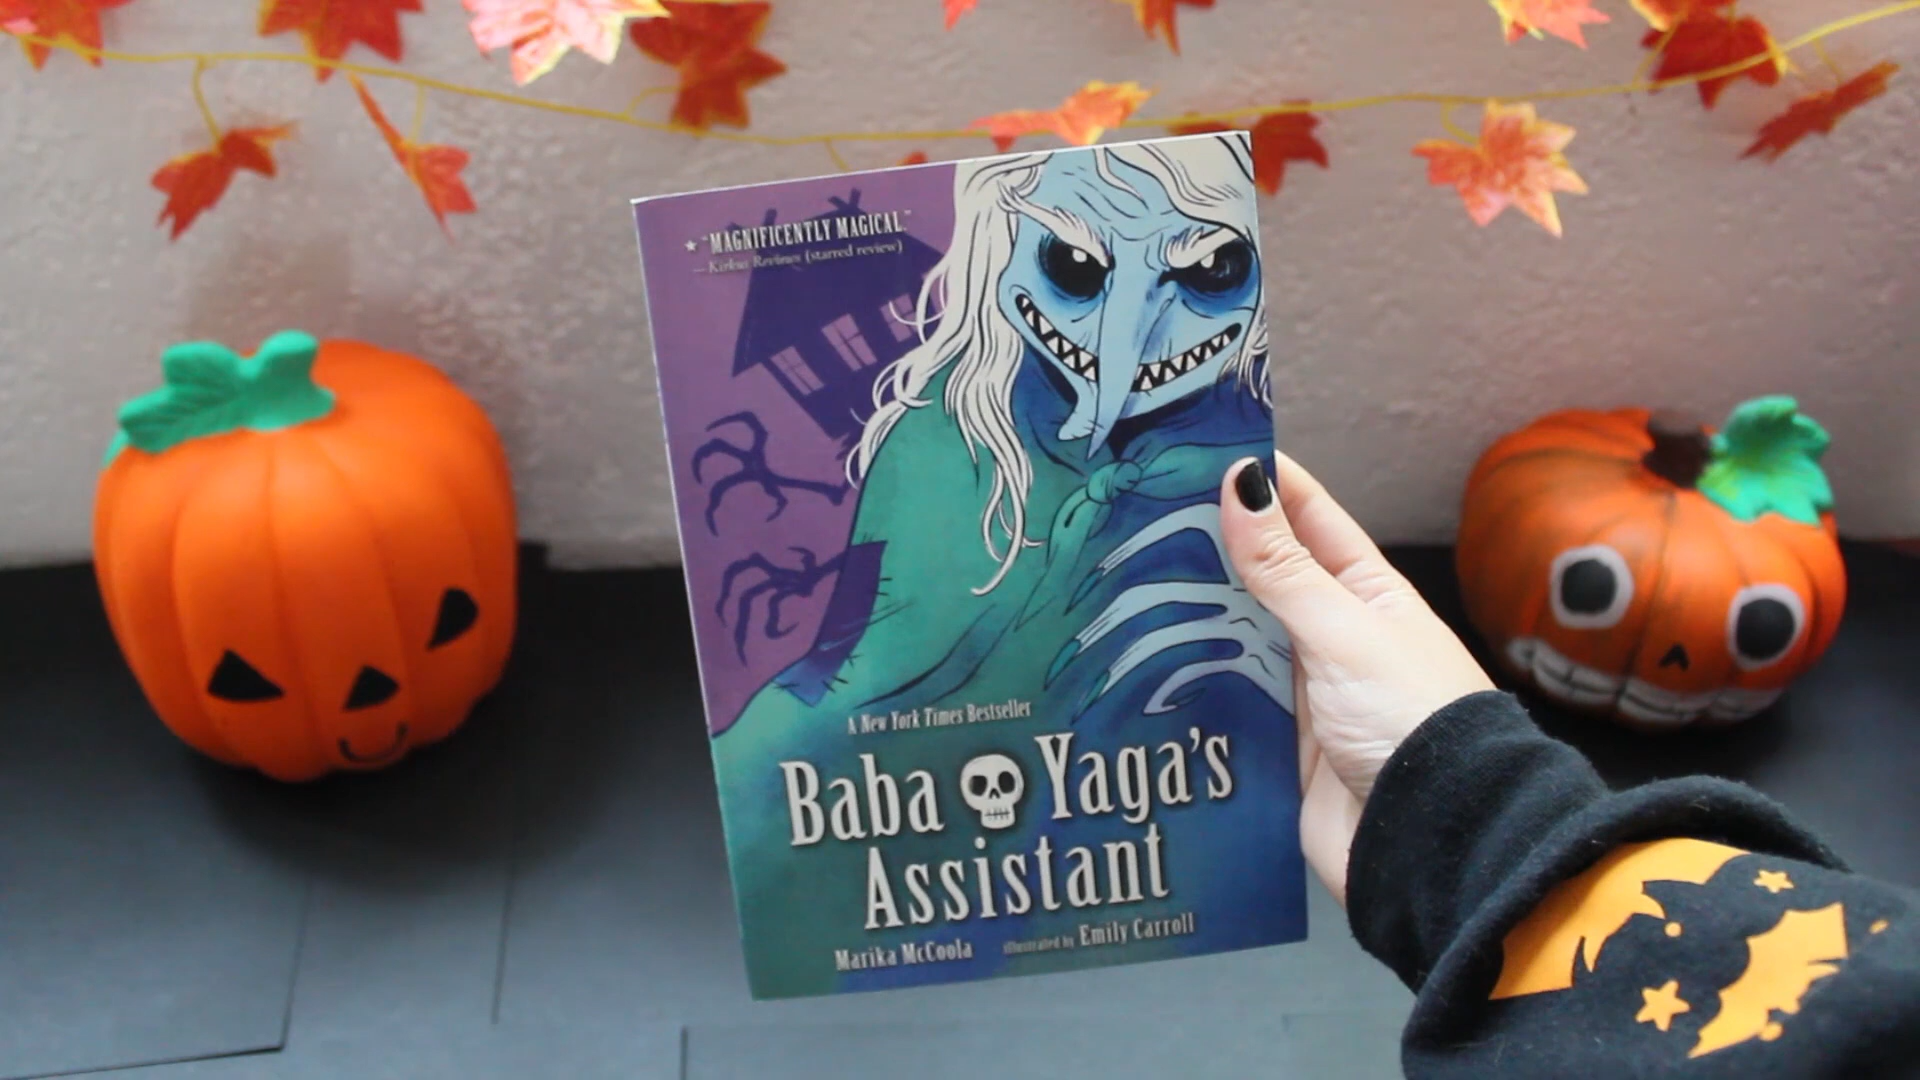 ★ "MAGNIFICENTLY MAGICAL."
—Kirkus Reviews (starred review)
A New York Times Bestseller
Baba Yaga's
Assistant
Marika McCoola illustrated by Emily Carroll